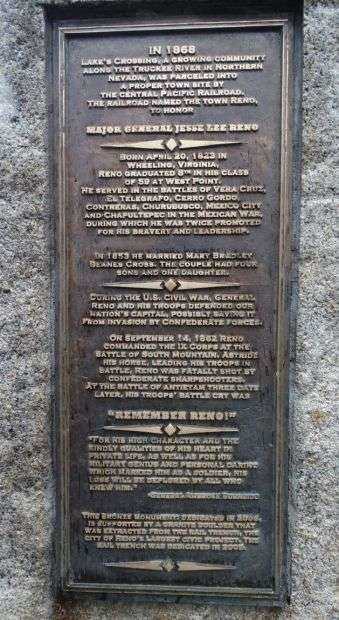 IN 1868
LAKE'S CROSSING, A GROWING COMMUNITY
ALONG THE TRUCKEE RIVER IN NORTHERN
NEVADA, WAS PARCELED INTO
A PROPER TOWN SITE BY
THE CENTRAL PACIFIC RAILROAD.
THE RAILROAD NAMED THE TOWN RENO,
TO HONOR
MAJOR GENERAL JESSE LEE RENO
BORN APRIL 20, 1823 IN
WHEELING, VIRGINIA,
RENO GRADUATED 8TH IN HIS CLASS
OF 59 AT WEST POINT.
HE SERVED IN THE BATTLES OF VERA CRUZ,
EL TELEGRAFO, CERRO GORDO,
CONTRERAS, CHURUBUSCO, MEXICO CITY
AND CHAPULTEPEC IN THE MEXICAN WAR,
DURING WHICH HE WAS TWICE PROMOTED
FOR HIS BRAVERY AND LEADERSHIP.
IN 1853 HE MARRIED MARY BRADLEY
BEANES CROSS. THE COUPLE HAD FOUR
SONS AND ONE DAUGHTER.
DURING THE U.S. CIVIL WAR, GENERAL
RENO AND HIS TROOPS DEFENDED OUR
NATION'S CAPITAL, POSSIBLY SAVING IT
FROM INVASION BY CONFEDERATE FORCES.
ON SEPTEMBER 14, 1862 RENO
COMMANDED THE IX CORPS AT THE
BATTLE OF SOUTH MOUNTAIN. ASTRIDE
HIS HORSE, LEADING HIS TROOPS IN
BATTLE, RENO WAS FATALLY SHOT BY
CONFEDERATE SHARPSHOOTERS.
AT THE BATTLE OF ANTIETAM THREE DAYS
LATER, HIS TROOPS' BATTLE CRY WAS
"REMEMBER RENO!"
"FOR HIS HIGH CHARACTER AND THE
KINDLY QUALITIES OF HIS HEART IN
PRIVATE LIFE, AS WELL AS FOR HIS
MILITARY GENIUS AND PERSONAL DARING
WHICH MARKED HIM AS A SOLDIER, HIS
LOSS WILL BE DEPLORED BY ALL WHO
KNEW HIM."
-GENERAL AMBROSE BURNSIDE
THIS BRONZE MONUMENT, DEDICATED IN
IS SUPPORTED BY A GRANITE BOULDER THAT
WAS EXTRACTED FROM THE RAIL TRENCH, THE
CITY OF RENO'S LARGEST CIVIC PROJECT. THE
RAIL TRENCH WAS DEDICATED IN